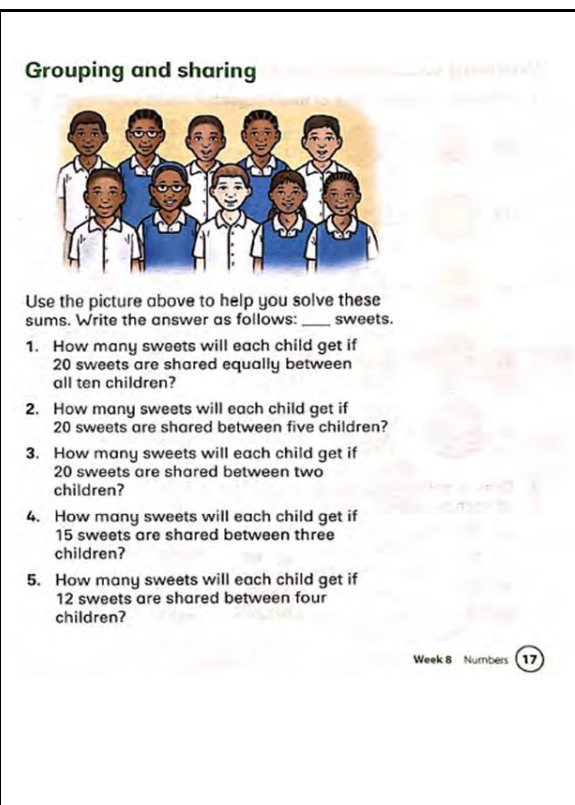 Grouping and sharing
Use the picture above to help you solve these
sums. Write the answer as follows: ___ sweets.
1. How many sweets will each child get if
20 sweets are shared equally between
all ten children?
2. How many sweets will each child get if
20 sweets are shared between five children?
3. How many sweets will each child get if
20 sweets are shared between two
children?
4. How many sweets will each child get if
15 sweets are shared between three
children?
5. How many sweets will each child get if
12 sweets are shared between four
children?
Week 8 Numbers 17